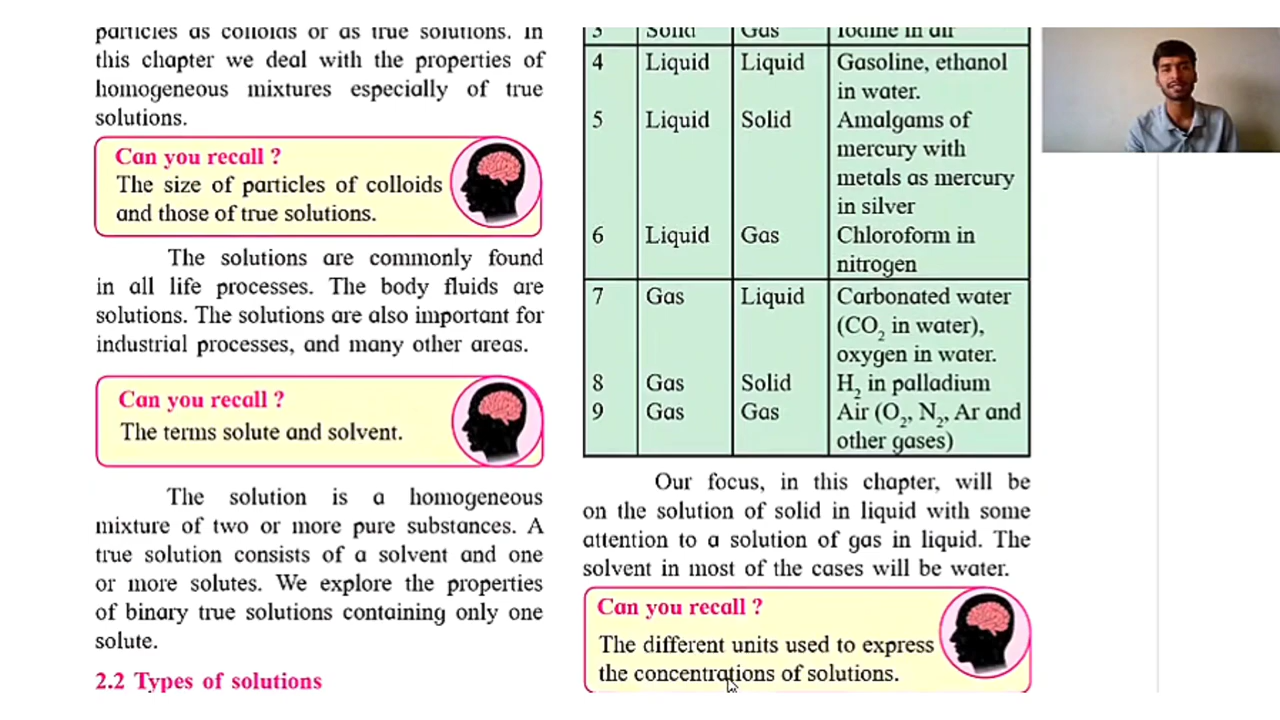 particles as colloids or as true solutions. In
this chapter we deal with the properties of
homogeneous mixtures especially of true
solutions.
Can you recall ?
The size of particles of colloids
and those of true solutions.
The solutions are commonly found
in all life processes. The body fluids are
solutions. The solutions are also important for
industrial processes, and many other areas.
Can you recall ?
The terms solute and solvent.
The solution is a homogeneous
mixture of two or more pure substances. A
true solution consists of a solvent and one
or more solutes. We explore the properties
of binary true solutions containing only one
solute.
2.2 Types of solutions
3 Solid Gas Iodine in air
4 Liquid Liquid Gasoline, ethanol
in water.
5 Liquid Solid Amalgams of
mercury with
metals as mercury
in silver
6 Liquid Gas Chloroform in
nitrogen
7 Gas Liquid Carbonated water
(CO₂ in water),
oxygen in water.
8 Gas Solid H₂ in palladium
9 Gas Gas Air (O₂, N₂, Ar and
other gases)
Our focus, in this chapter, will be
on the solution of solid in liquid with some
attention to a solution of gas in liquid. The
solvent in most of the cases will be water.
Can you recall ?
The different units used to express
the concentrations of solutions.